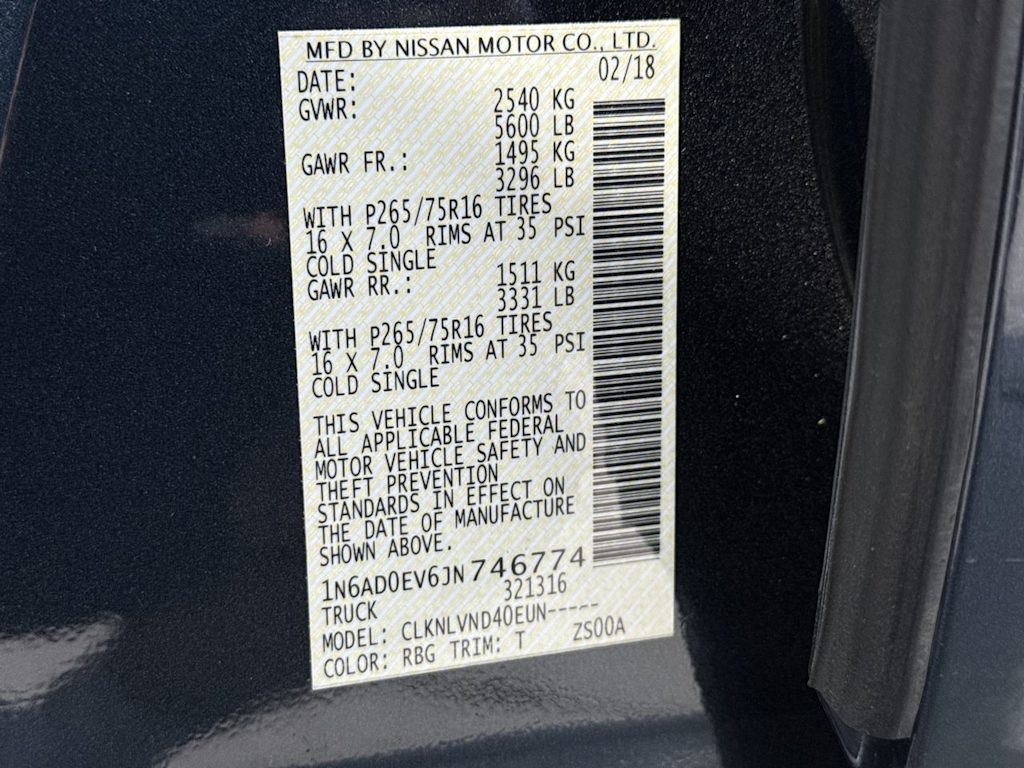 MFD BY NISSAN MOTOR CO., LTD.
DATE: 02/18
GVWR: 2540 KG
5600 LB
GAWR FR.: 1495 KG
3296 LB
WITH P265/75R16 TIRES
16 X 7.0 RIMS AT 35 PSI
COLD SINGLE
GAWR RR.: 1511 KG
3331 LB
WITH P265/75R16 TIRES
16 X 7.0 RIMS AT 35 PSI
COLD SINGLE
THIS VEHICLE CONFORMS TO
ALL APPLICABLE FEDERAL
MOTOR VEHICLE SAFETY AND
THEFT PREVENTION
STANDARDS IN EFFECT ON
THE DATE OF MANUFACTURE
SHOWN ABOVE.
1N6AD0EV6JN746774
TRUCK 321316
MODEL: CLKNLVND40EUN-----
COLOR: RBG TRIM: T ZS00A